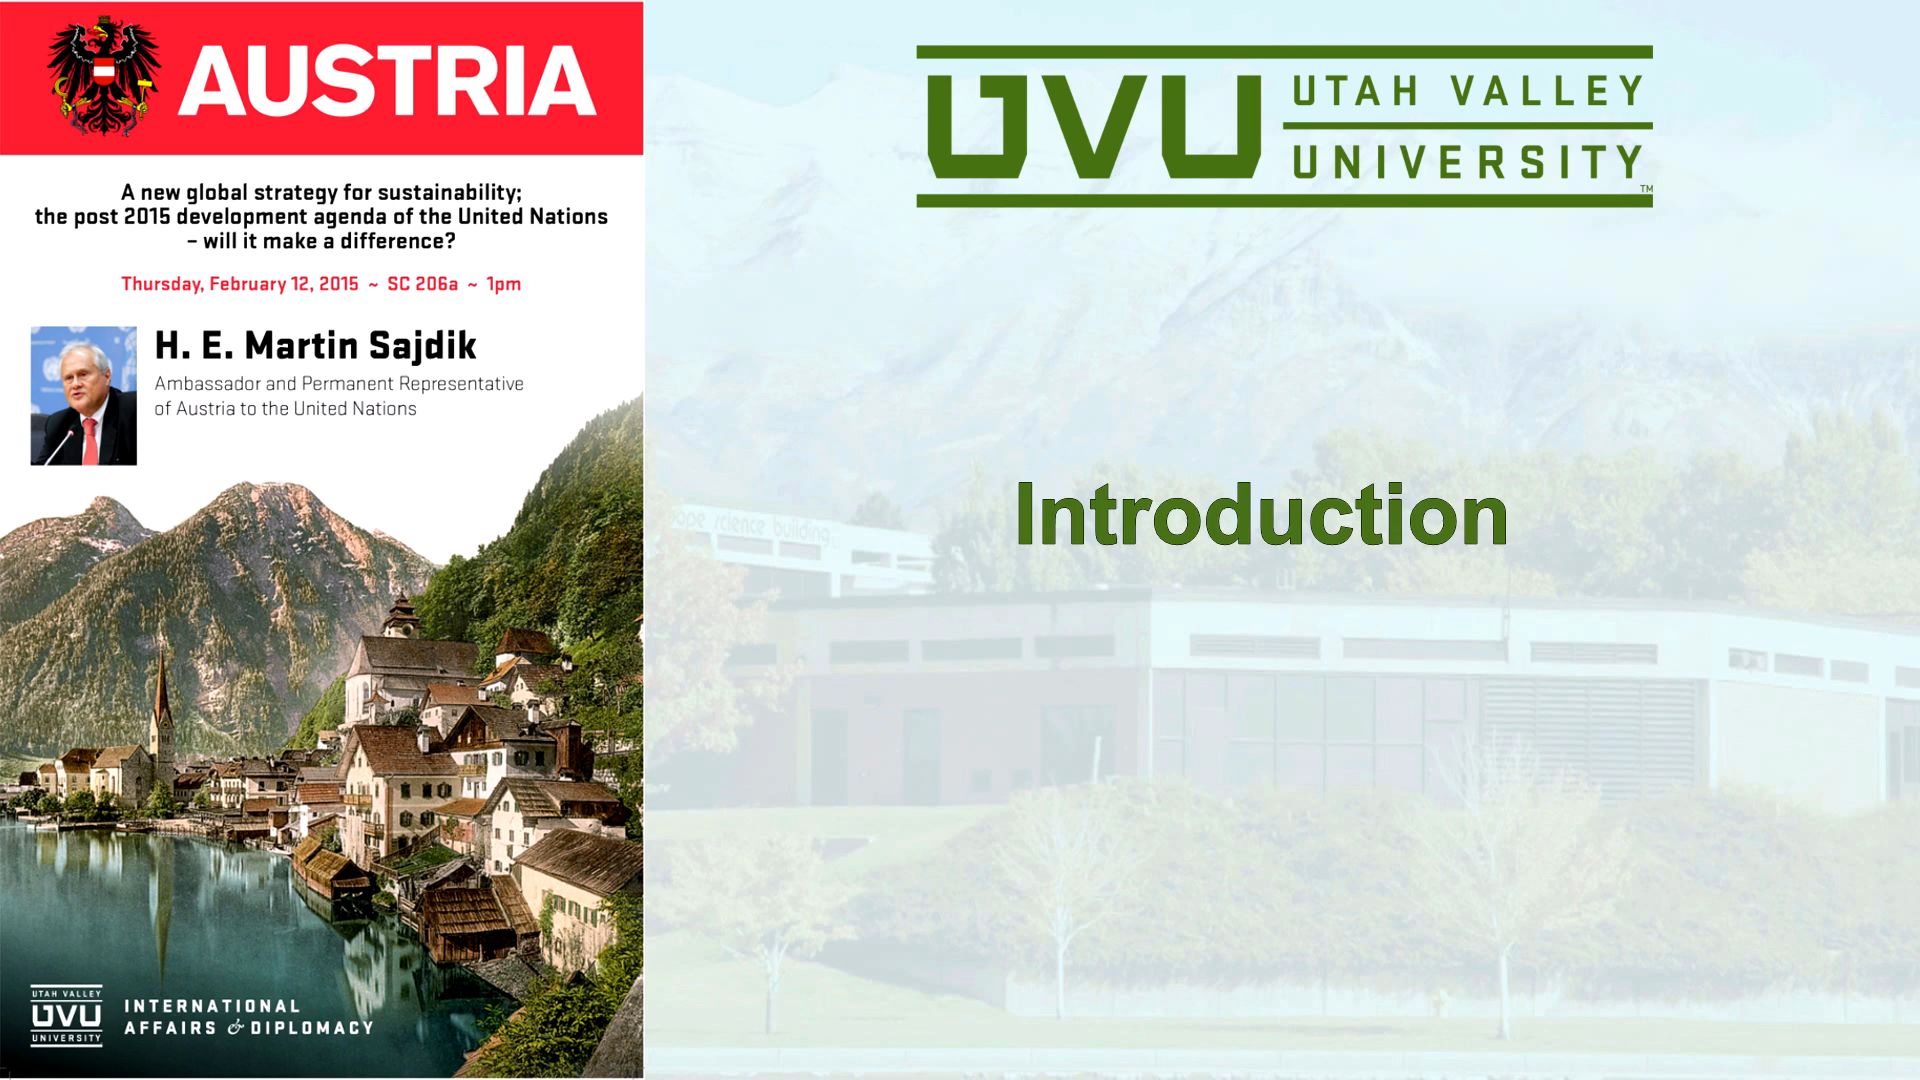 AUSTRIA
A new global strategy for sustainability;
the post 2015 development agenda of the United Nations
– will it make a difference?
Thursday, February 12, 2015 ~ SC 206a ~ 1pm
H. E. Martin Sajdik
Ambassador and Permanent Representative
of Austria to the United Nations
UTAH VALLEY
UVU
UNIVERSITY
INTERNATIONAL
AFFAIRS & DIPLOMACY
UVU
UTAH VALLEY
UNIVERSITY
TM
Introduction
science building